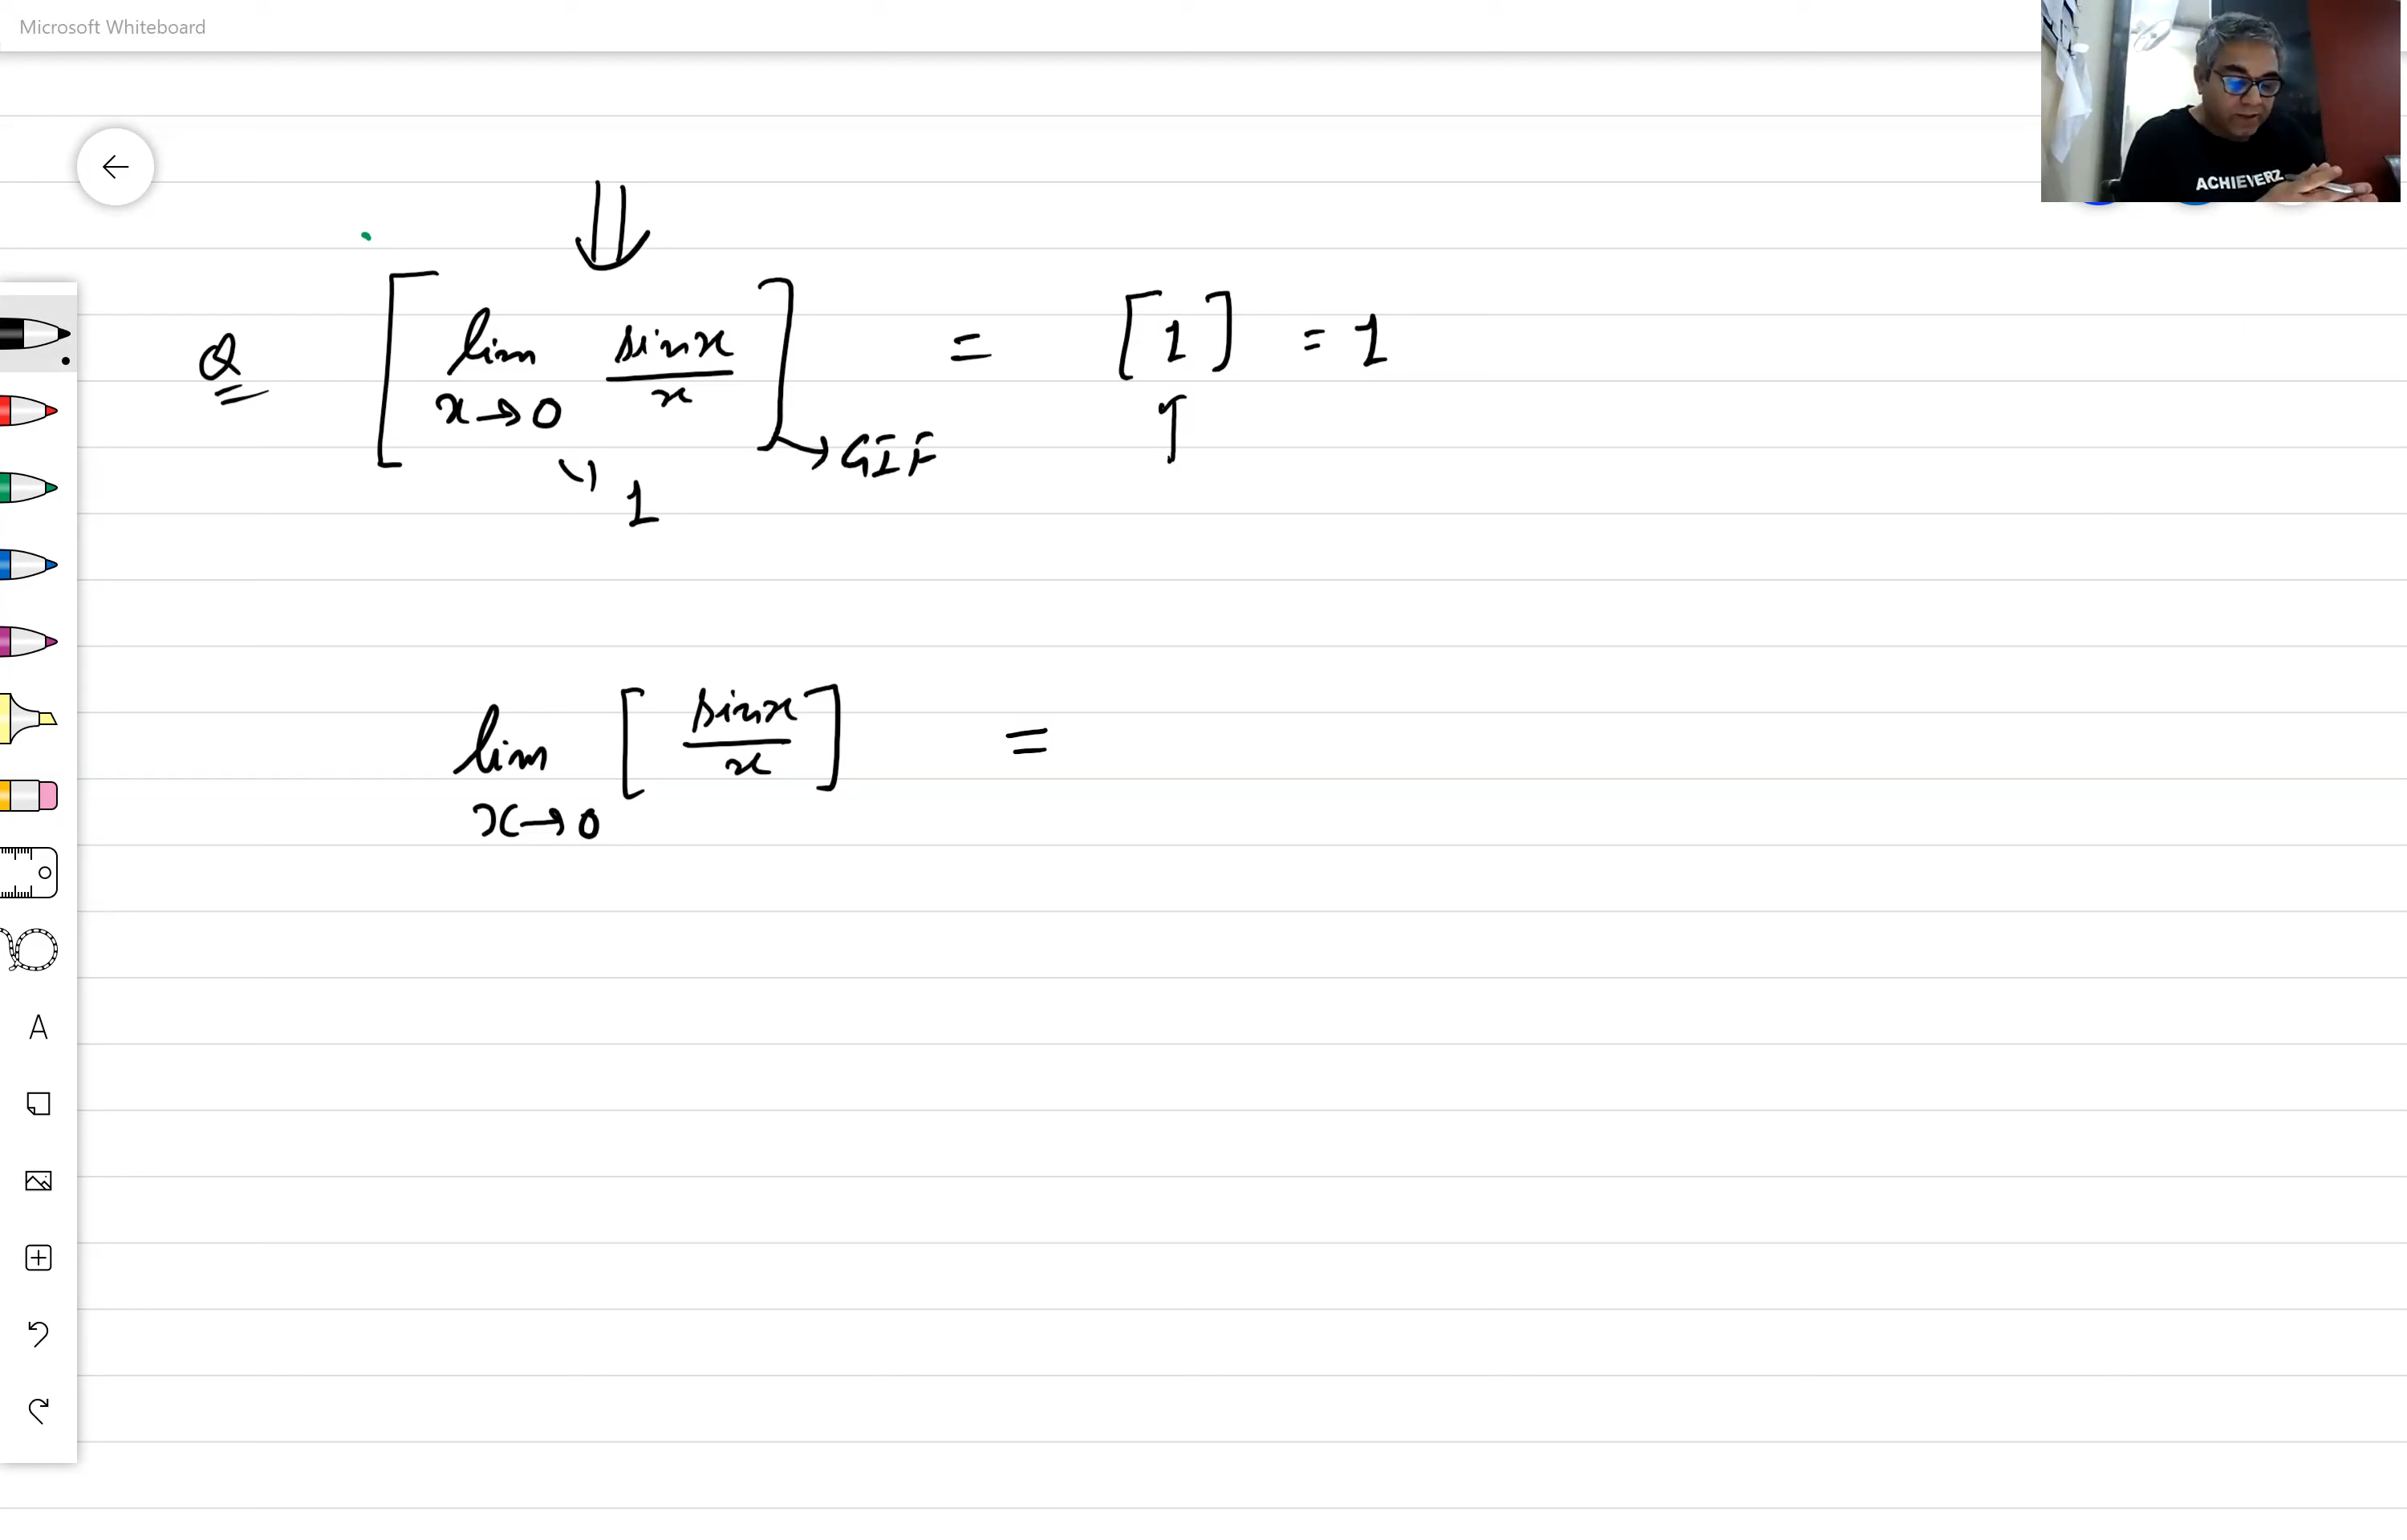 Microsoft Whiteboard
ACHIEVERZ
Q [ lim x→0 sinx/x ] → GIF = [1] = 1
" 1
lim x→0 [ sinx/x ] =
A